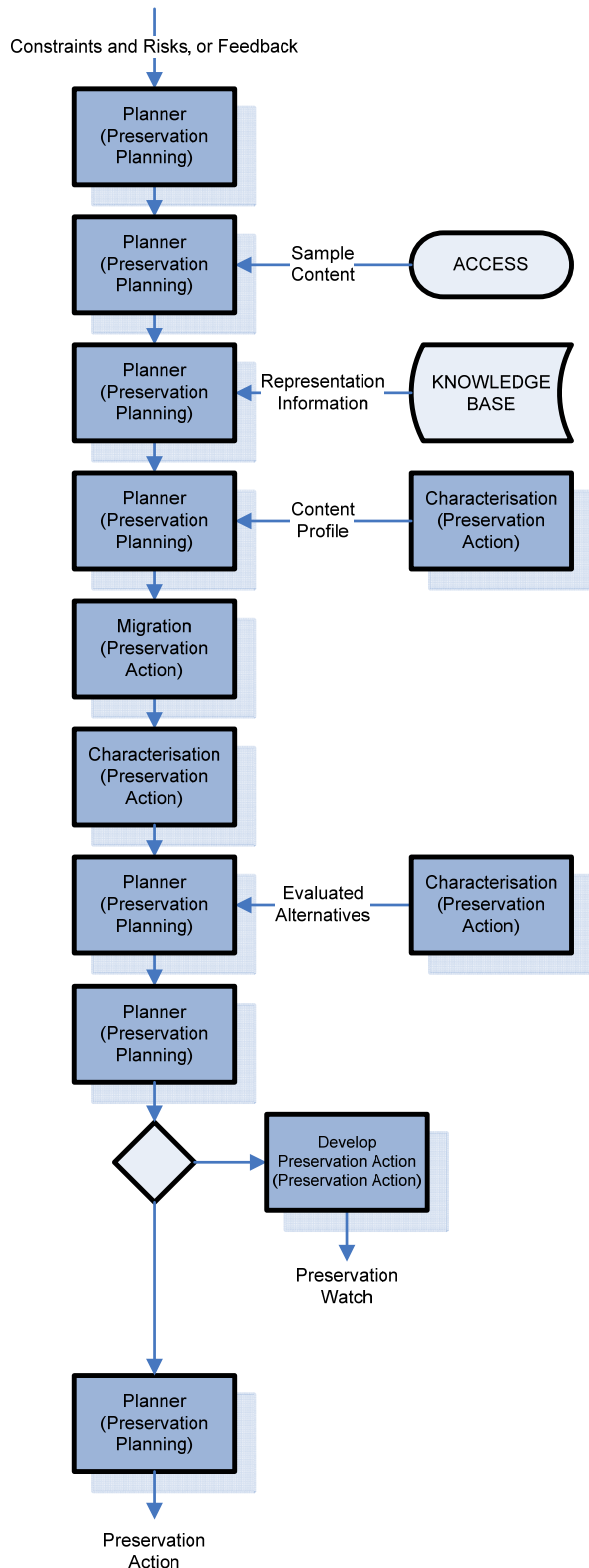 Constraints and Risks, or Feedback
Planner
(Preservation
Planning)
Planner
(Preservation
Planning)
Sample
Content
ACCESS
Planner
(Preservation
Planning)
Representation
Information
KNOWLEDGE
BASE
Planner
(Preservation
Planning)
Content
Profile
Characterisation
(Preservation
Action)
Migration
(Preservation
Action)
Characterisation
(Preservation
Action)
Planner
(Preservation
Planning)
Evaluated
Alternatives
Characterisation
(Preservation
Action)
Planner
(Preservation
Planning)
Develop
Preservation Action
(Preservation Action)
Preservation
Watch
Planner
(Preservation
Planning)
Preservation
Action